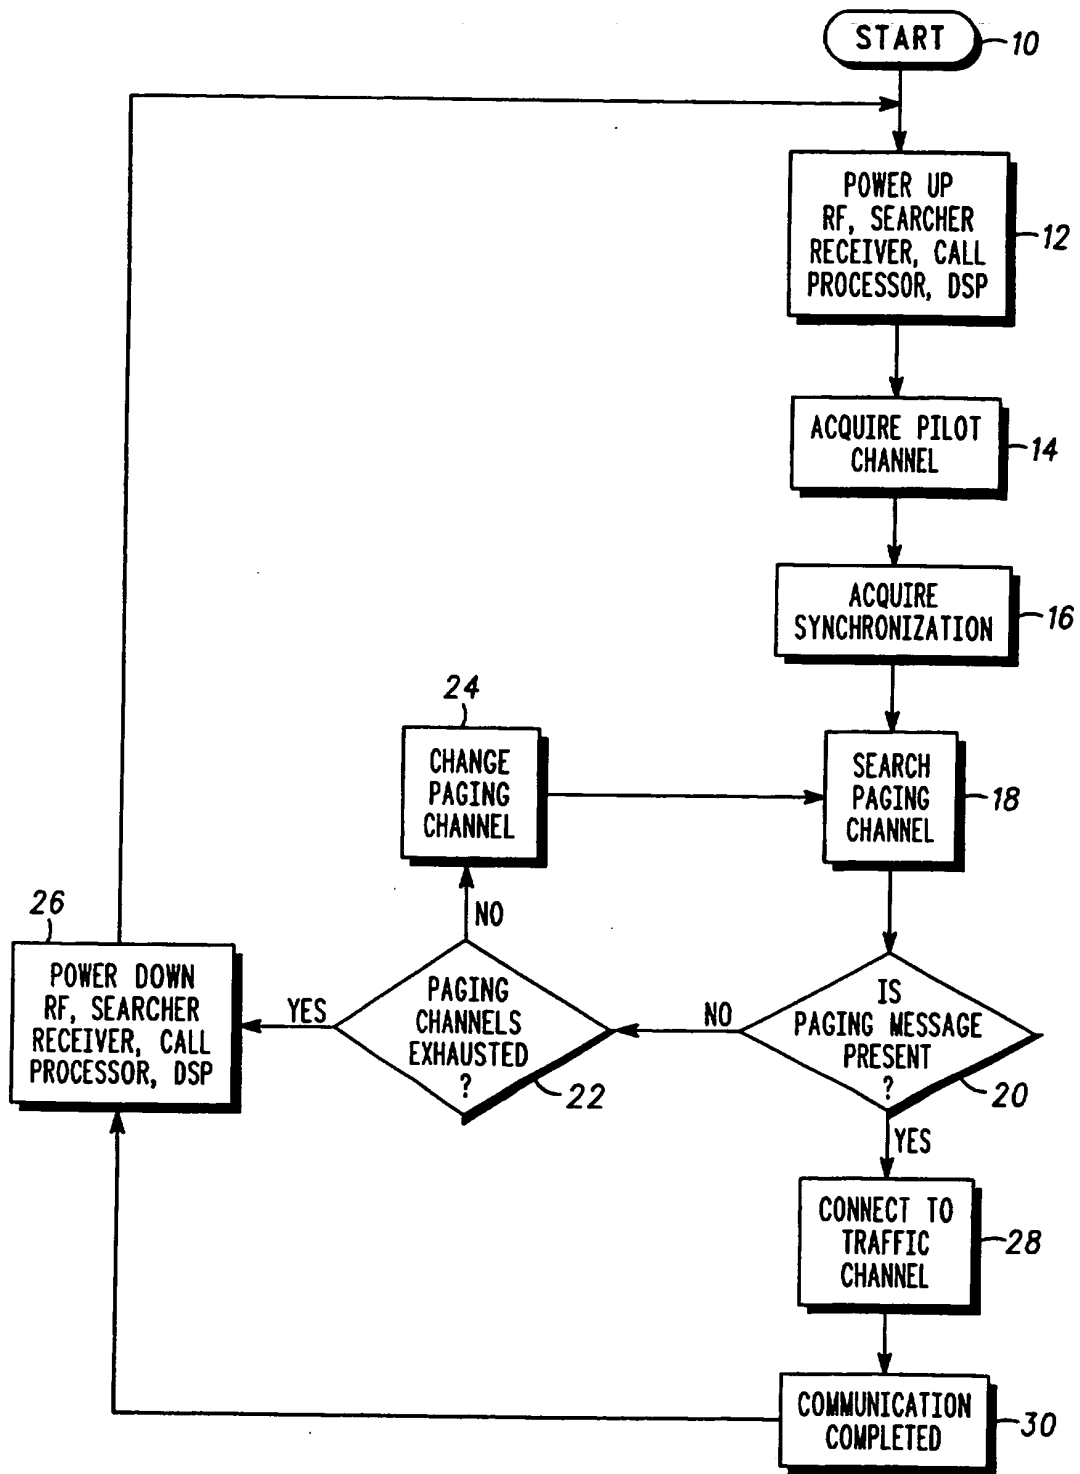 START
10
POWER UP
RF, SEARCHER
RECEIVER, CALL
PROCESSOR, DSP
12
ACQUIRE PILOT
CHANNEL
14
ACQUIRE
SYNCHRONIZATION
16
24
CHANGE
PAGING
CHANNEL
SEARCH
PAGING
CHANNEL
18
NO
26
POWER DOWN
RF, SEARCHER
RECEIVER, CALL
PROCESSOR, DSP
YES
PAGING
CHANNELS
EXHAUSTED
?
22
NO
IS
PAGING MESSAGE
PRESENT
?
20
YES
CONNECT TO
TRAFFIC
CHANNEL
28
COMMUNICATION
COMPLETED
30